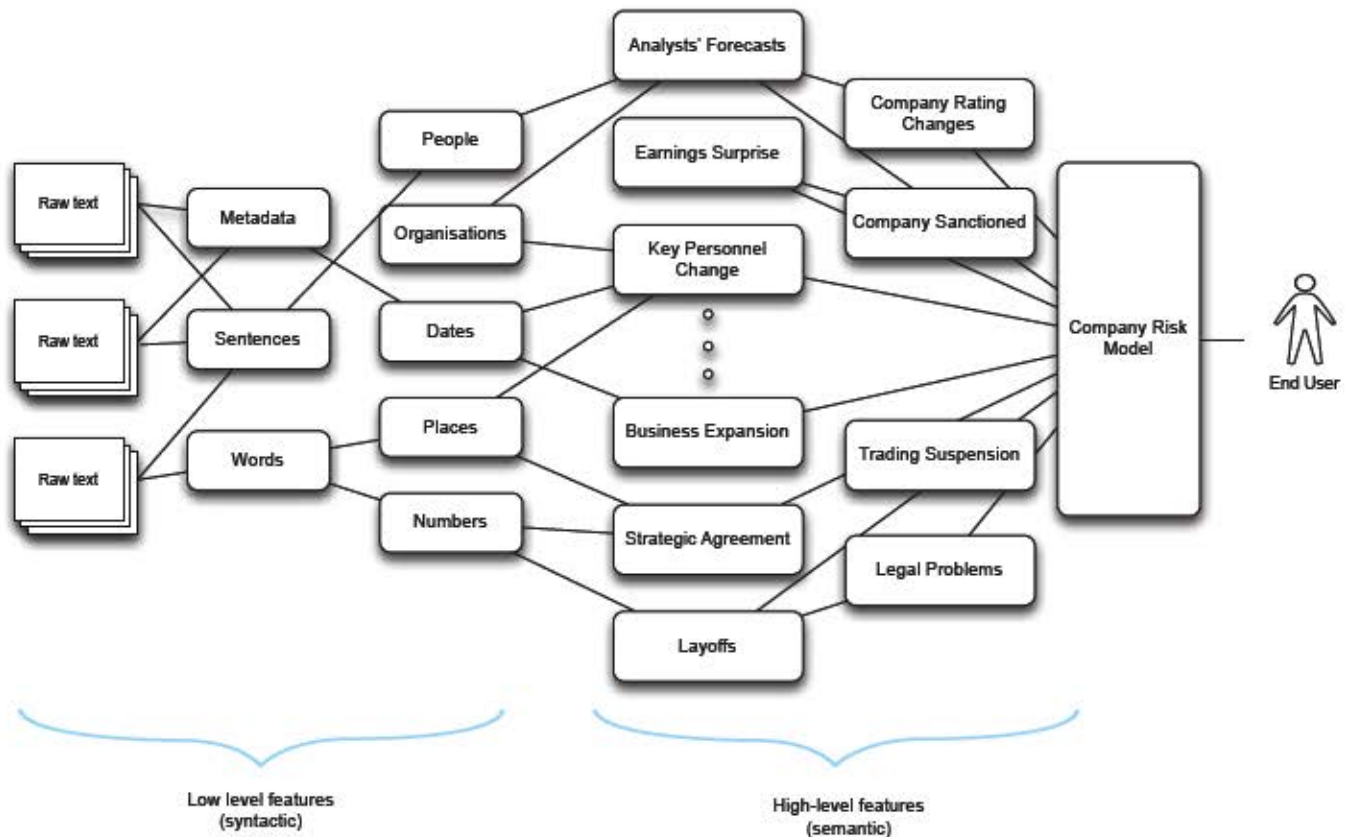 Analysts' Forecasts
Company Rating
Changes
People
Earnings Surprise
Raw text
Metadata
Organisations
Company Sanctioned
Key Personnel
Change
Raw text
Sentences
Dates
Company Risk
Model
End User
Places
Business Expansion
Raw text
Words
Trading Suspension
Numbers
Strategic Agreement
Legal Problems
Layoffs
Low level features
(syntactic)
High-level features
(semantic)